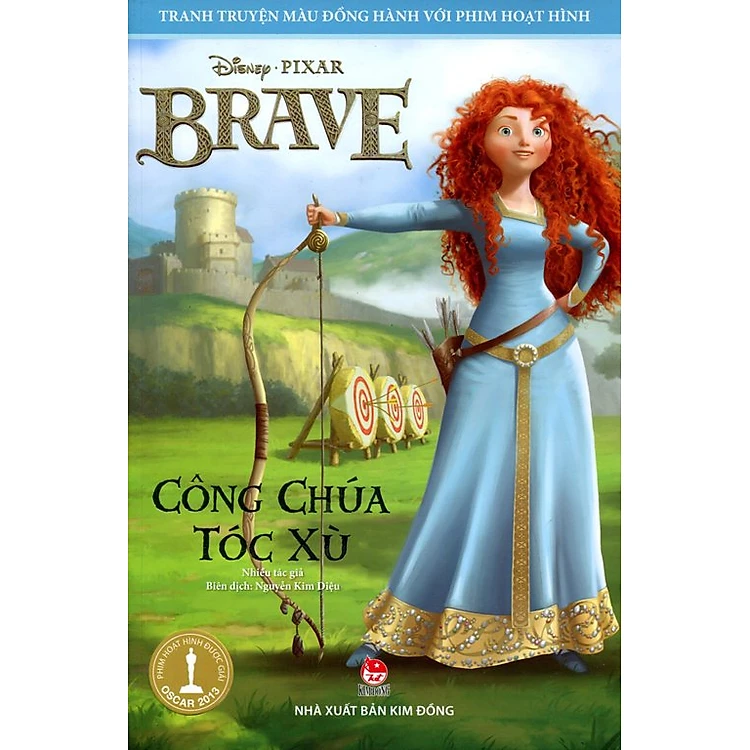 TRANH TRUYỆN MÀU ĐỒNG HÀNH VỚI PHIM HOẠT HÌNH
DISNEY · PIXAR
BRAVE
CÔNG CHÚA
TÓC XÙ
Nhiều tác giả
Biên dịch: Nguyễn Kim Diệu
PHIM HOẠT HÌNH ĐƯỢC GIẢI
OSCAR 2013
KIM ĐỒNG
NHÀ XUẤT BẢN KIM ĐỒNG